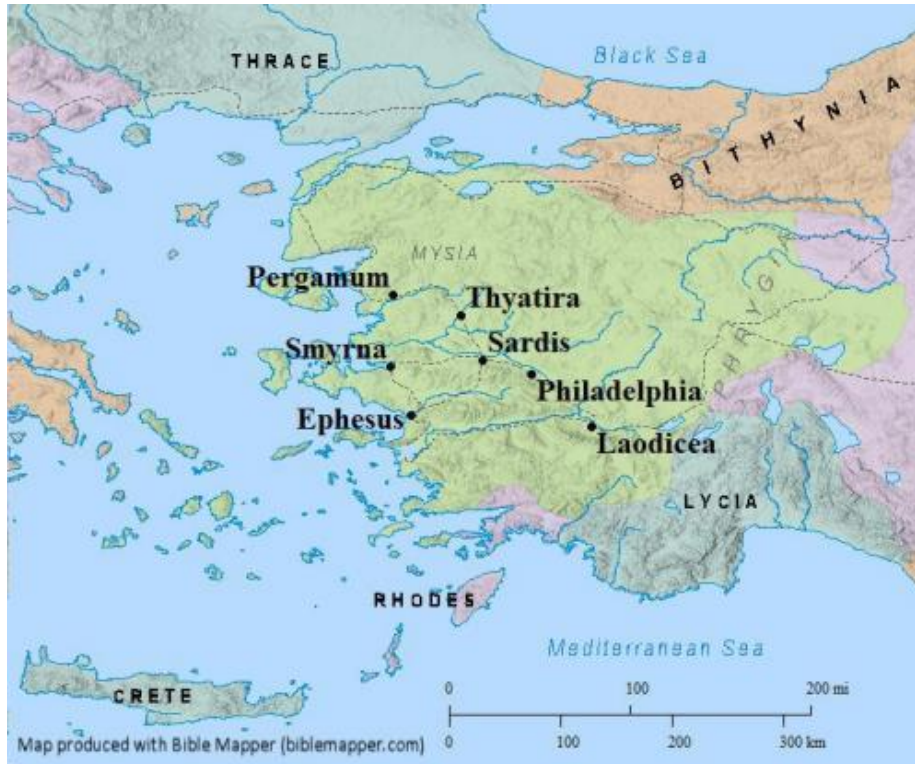 Black Sea
THRACE
BITHYNIA
MYSIA
Pergamum
Thyatira
PHRYGIA
Smyrna
Sardis
Philadelphia
Ephesus
Laodicea
LYCIA
RHODES
Mediterranean Sea
CRETE
0 100 200 mi
0 100 200 300 km
Map produced with Bible Mapper (biblemapper.com)